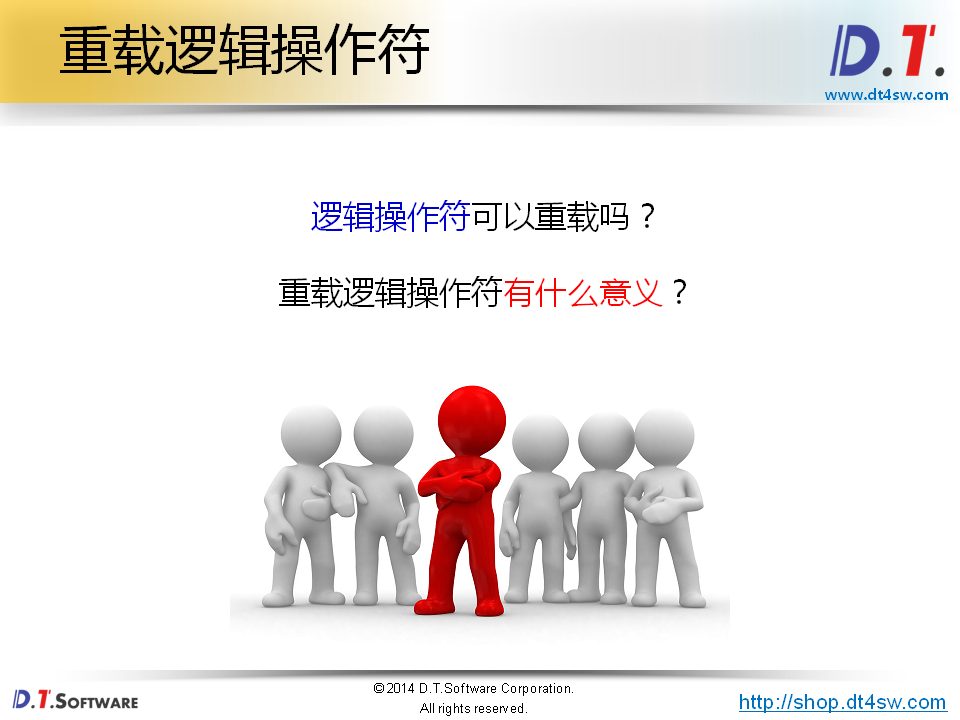 重载逻辑操作符
D.T.
www.dt4sw.com
逻辑操作符可以重载吗？
重载逻辑操作符有什么意义？
D.T.SOFTWARE
©2014 D.T.Software Corporation.
All rights reserved.
http://shop.dt4sw.com